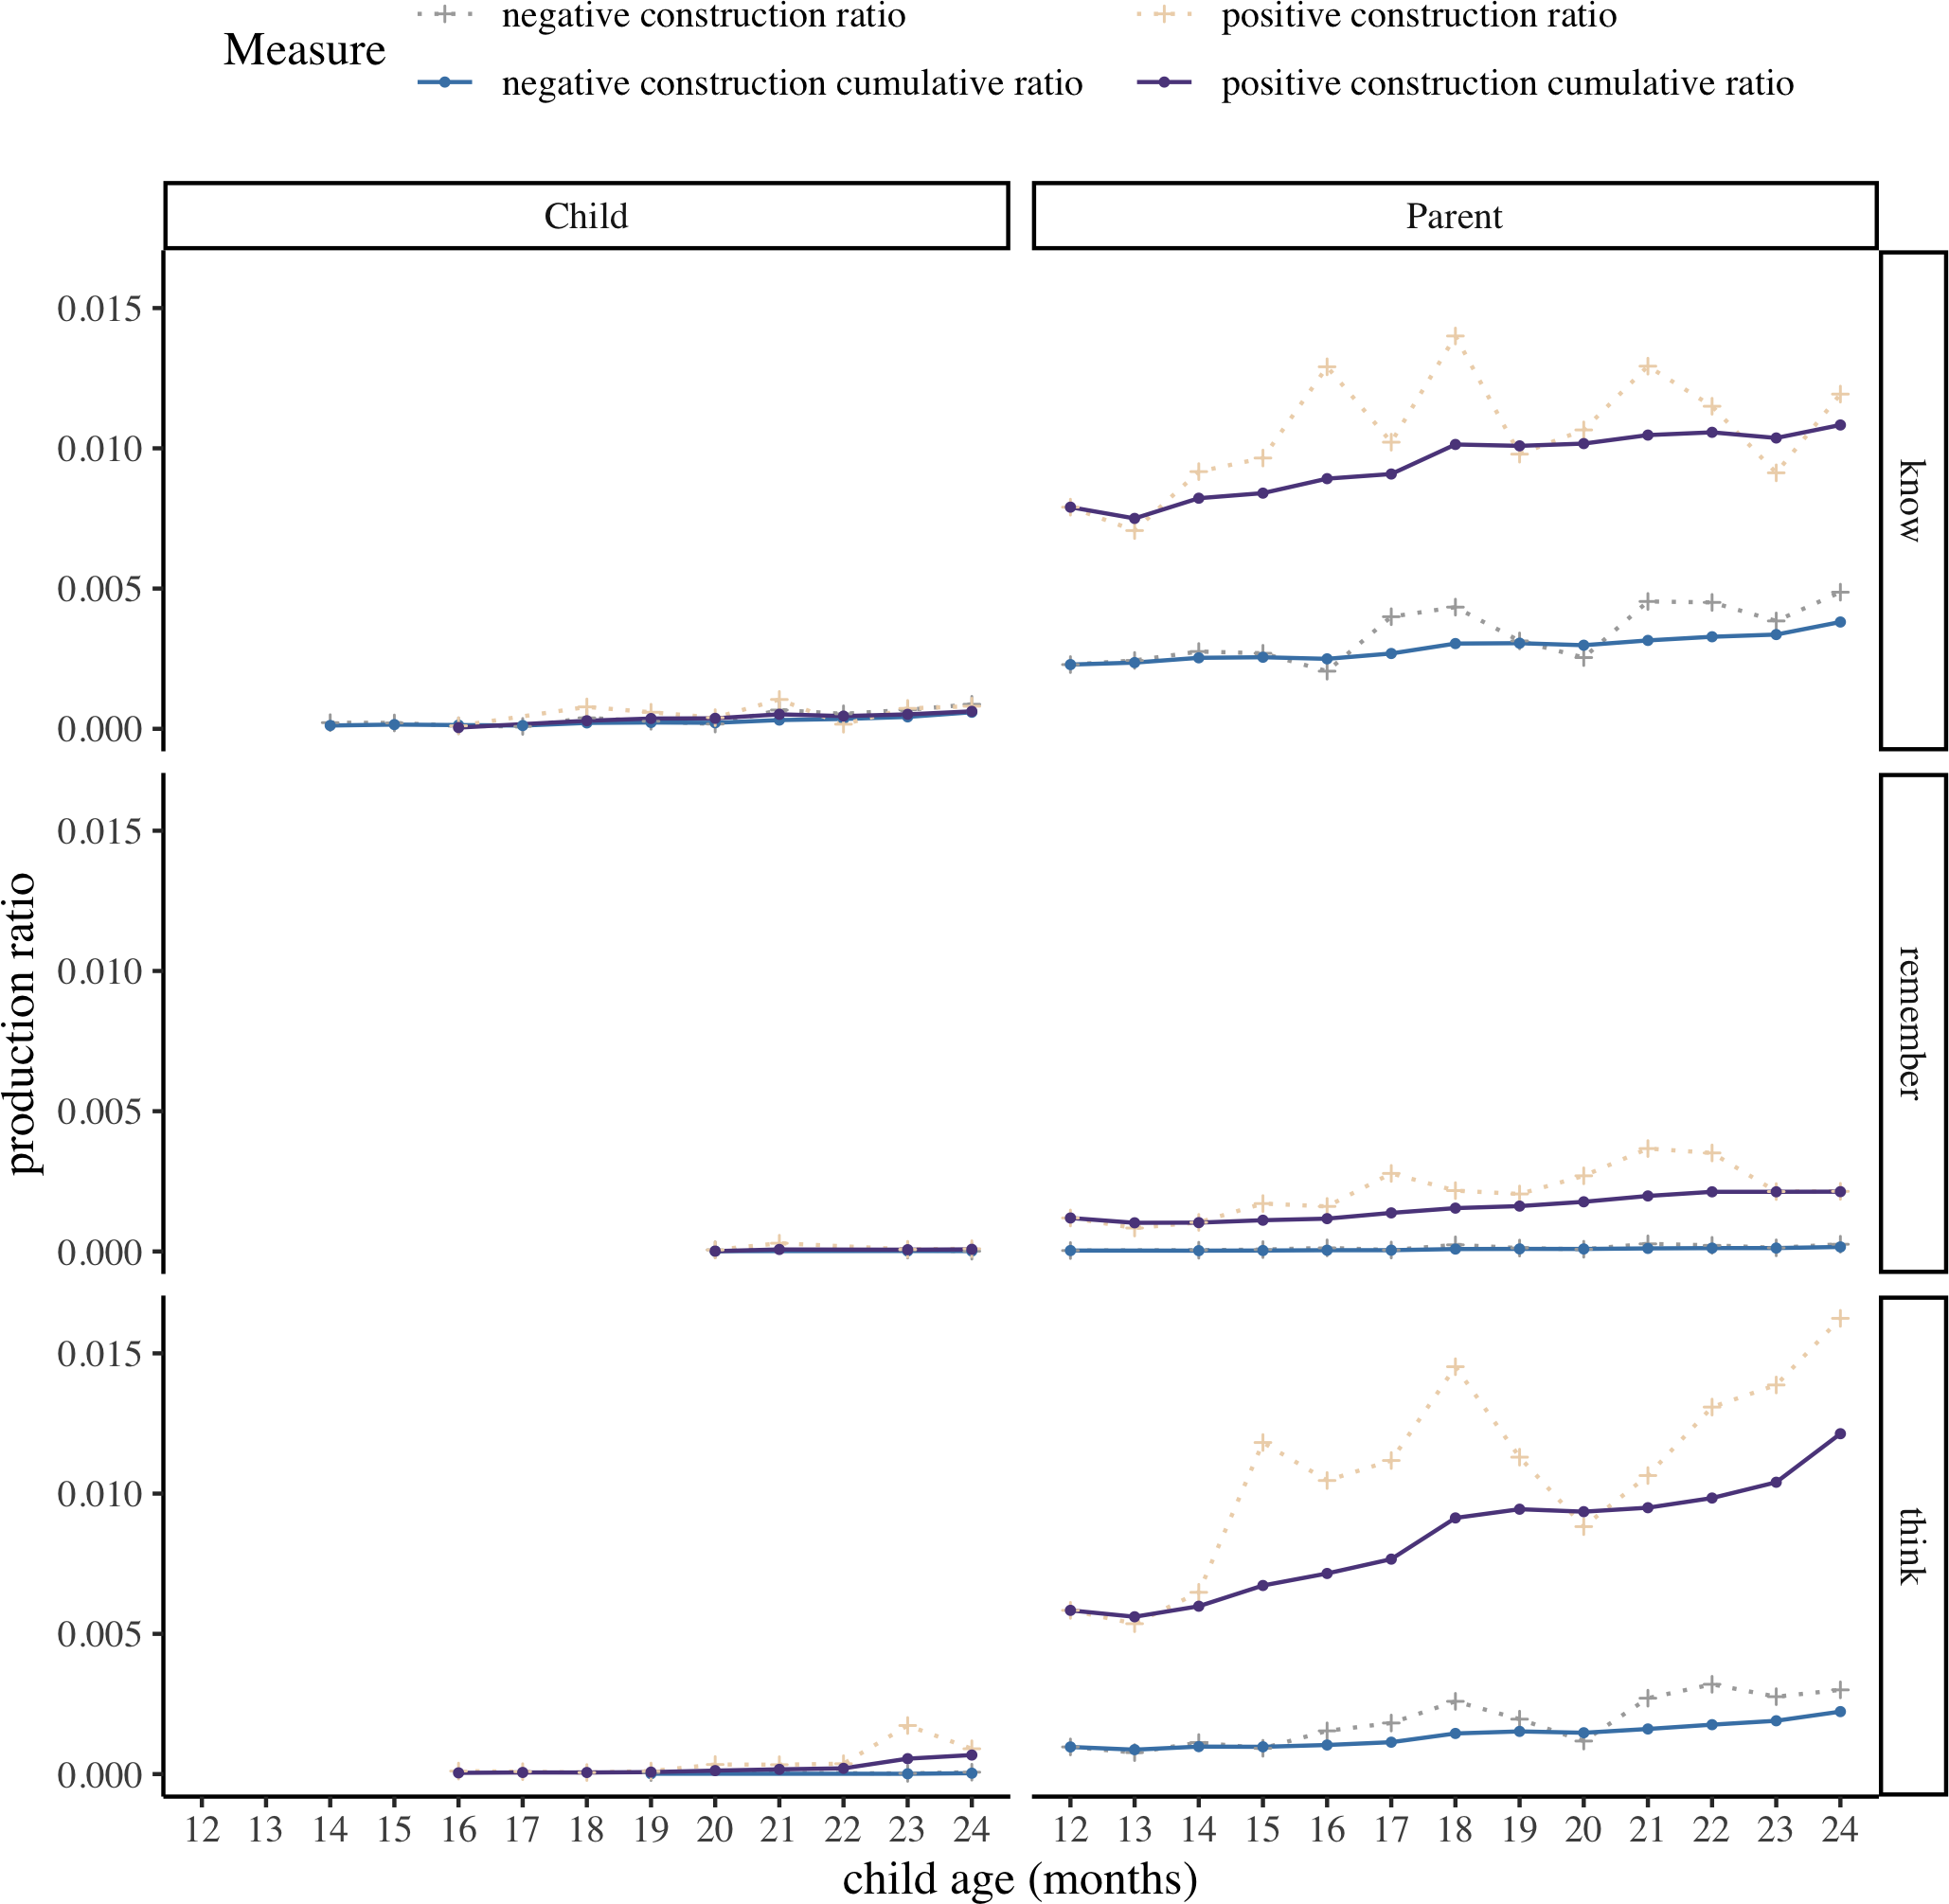 Measure
negative construction ratio
positive construction ratio
negative construction cumulative ratio
positive construction cumulative ratio
Child
Parent
0.015
0.010
0.005
0.000
know
0.015
0.010
0.005
0.000
remember
0.015
0.010
0.005
0.000
think
production ratio
12 13 14 15 16 17 18 19 20 21 22 23 24
12 13 14 15 16 17 18 19 20 21 22 23 24
child age (months)